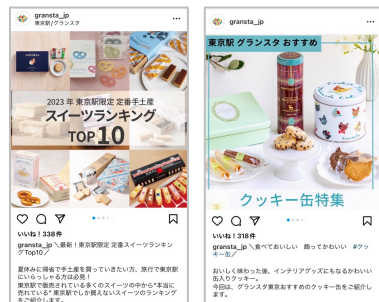 gransta_jp
東京駅/グランスタ
2023年 東京駅限定 定番手土産
スイーツランキング
TOP10
いいね!338件
gransta_jp ＼最新！東京駅限定 定番スイーツランキン
グTop10／
夏休みに帰省で手土産を買っていきたい方、旅行で東京駅
にいらっしゃる方は必見！
東京駅で販売されている多くのスイーツの中から"本当に
売れている" 東京駅でしか買えないスイーツのランキング
をご紹介します。
gransta_jp
東京駅 グランスタ おすすめ
クッキー缶特集
いいね!318件
gransta_jp ＼食べておいしい 飾ってかわいい #クッ
キー缶／
おいしく味わった後、インテリアグッズにもなるかわいい
缶入りクッキー。
今回は、グランスタ東京おすすめのクッキー缶をご紹介し
ます。